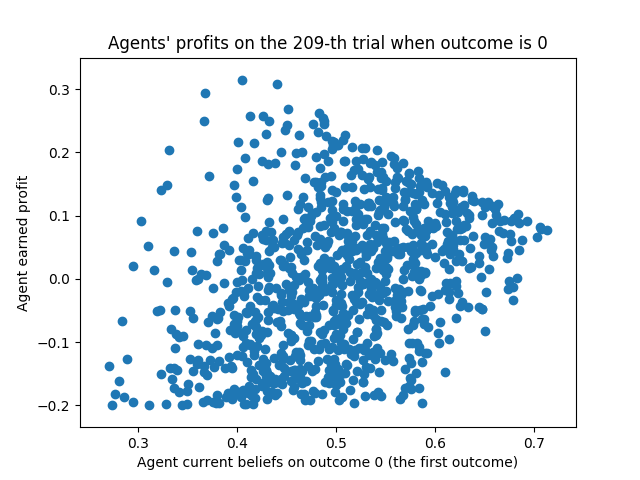 Agents' profits on the 209-th trial when outcome is 0
0.3
0.2
0.1
0.0
−0.1
−0.2
Agent earned profit
0.3 0.4 0.5 0.6 0.7
Agent current beliefs on outcome 0 (the first outcome)